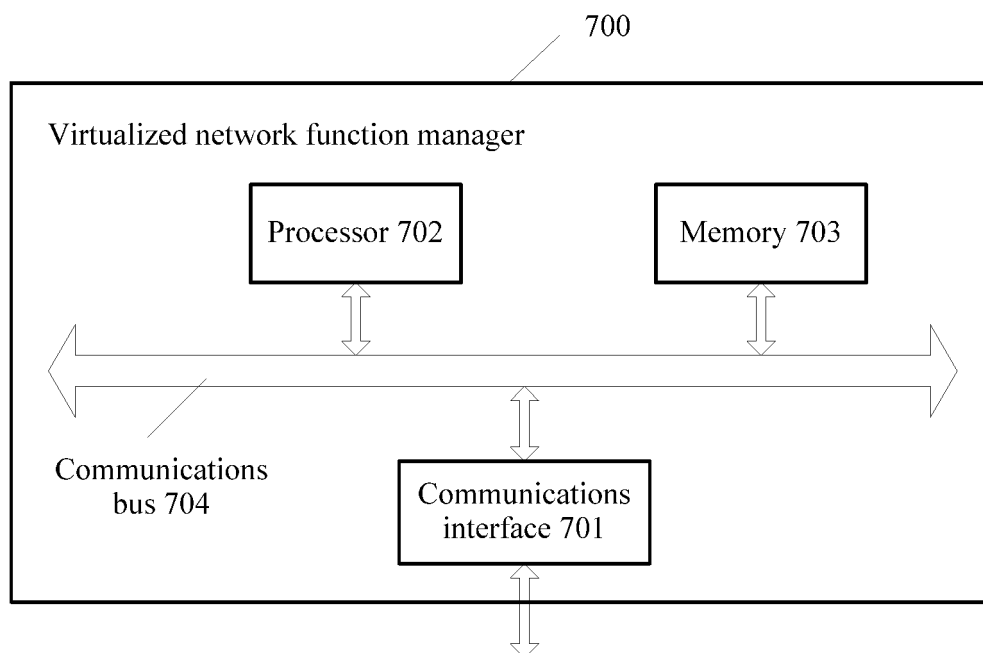 700
Virtualized network function manager
Processor 702
Memory 703
Communications
bus 704
Communications
interface 701